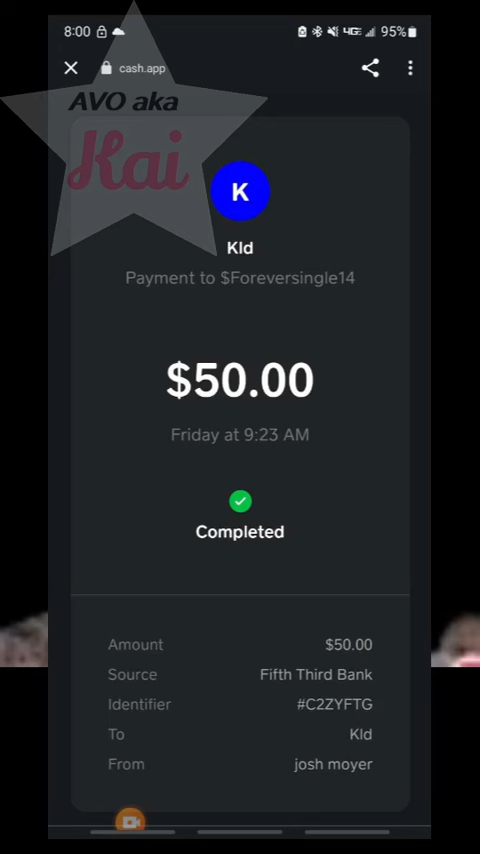 8:00 4GE 95%
cash.app
AVO aka
Kai
K
Kld
Payment to $Foreversingle14
$50.00
Friday at 9:23 AM
Completed
Amount $50.00
Source Fifth Third Bank
Identifier #C2ZYFTG
To Kld
From josh moyer